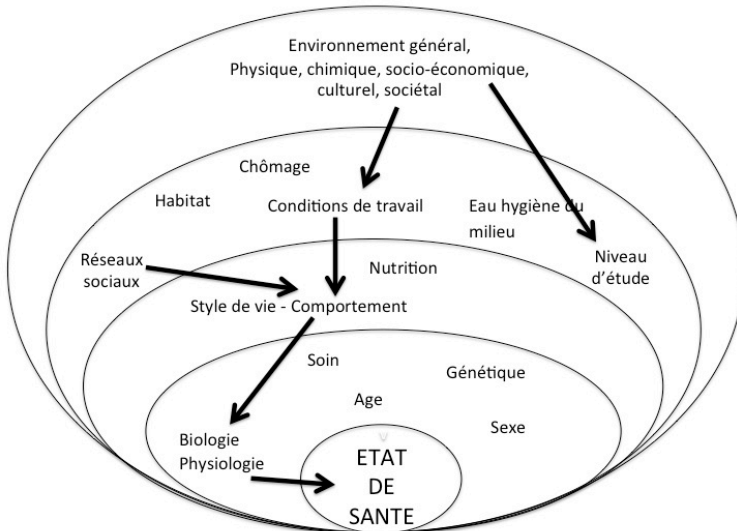 Environnement général,
Physique, chimique, socio-économique,
culturel, sociétal
Chômage
Habitat
Conditions de travail
Eau hygiène du
milieu
Réseaux
sociaux
Nutrition
Niveau
d'étude
Style de vie - Comportement
Soin
Génétique
Age
Sexe
Biologie
Physiologie
ETAT
DE
SANTE